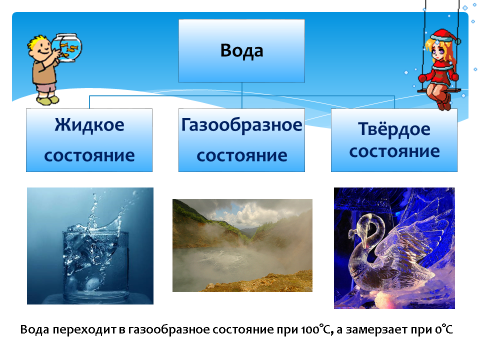 Вода
Жидкое
состояние
Газообразное
состояние
Твёрдое
состояние
Вода переходит в газообразное состояние при 100°С, а замерзает при 0°С